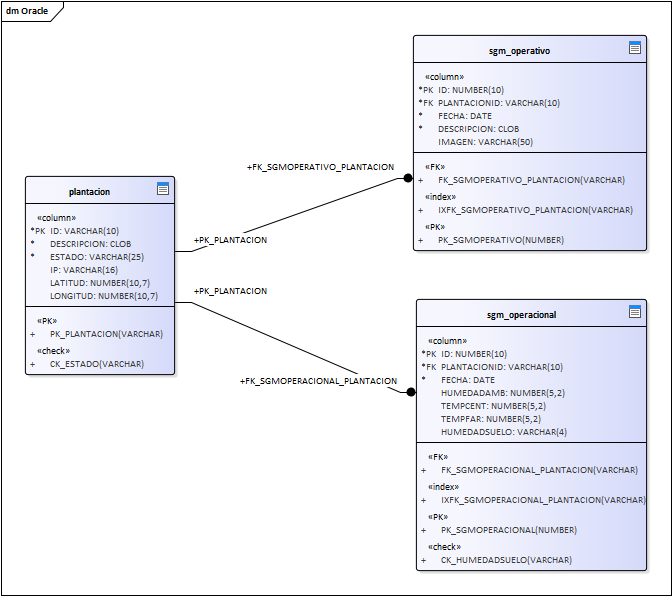 dm Oracle
sgm_operativo
«column»
*PK ID: NUMBER(10)
*FK PLANTACIONID: VARCHAR(10)
* FECHA: DATE
* DESCRIPCION: CLOB
IMAGEN: VARCHAR(50)
«FK»
+ FK_SGMOPERATIVO_PLANTACION(VARCHAR)
«index»
+ IXFK_SGMOPERATIVO_PLANTACION(VARCHAR)
«PK»
+ PK_SGMOPERATIVO(NUMBER)
+FK_SGMOPERATIVO_PLANTACION
+PK_PLANTACION
plantacion
«column»
*PK ID: VARCHAR(10)
* DESCRIPCION: CLOB
* ESTADO: VARCHAR(25)
IP: VARCHAR(16)
LATITUD: NUMBER(10,7)
LONGITUD: NUMBER(10,7)
«PK»
+ PK_PLANTACION(VARCHAR)
«check»
+ CK_ESTADO(VARCHAR)
+PK_PLANTACION
+FK_SGMOPERACIONAL_PLANTACION
sgm_operacional
«column»
*PK ID: NUMBER(10)
*FK PLANTACIONID: VARCHAR(10)
* FECHA: DATE
HUMEDADAMB: NUMBER(5,2)
TEMPCENT: NUMBER(5,2)
TEMPFAR: NUMBER(5,2)
HUMEDADSUELO: VARCHAR(4)
«FK»
+ FK_SGMOPERACIONAL_PLANTACION(VARCHAR)
«index»
+ IXFK_SGMOPERACIONAL_PLANTACION(VARCHAR)
«PK»
+ PK_SGMOPERACIONAL(NUMBER)
«check»
+ CK_HUMEDADSUELO(VARCHAR)